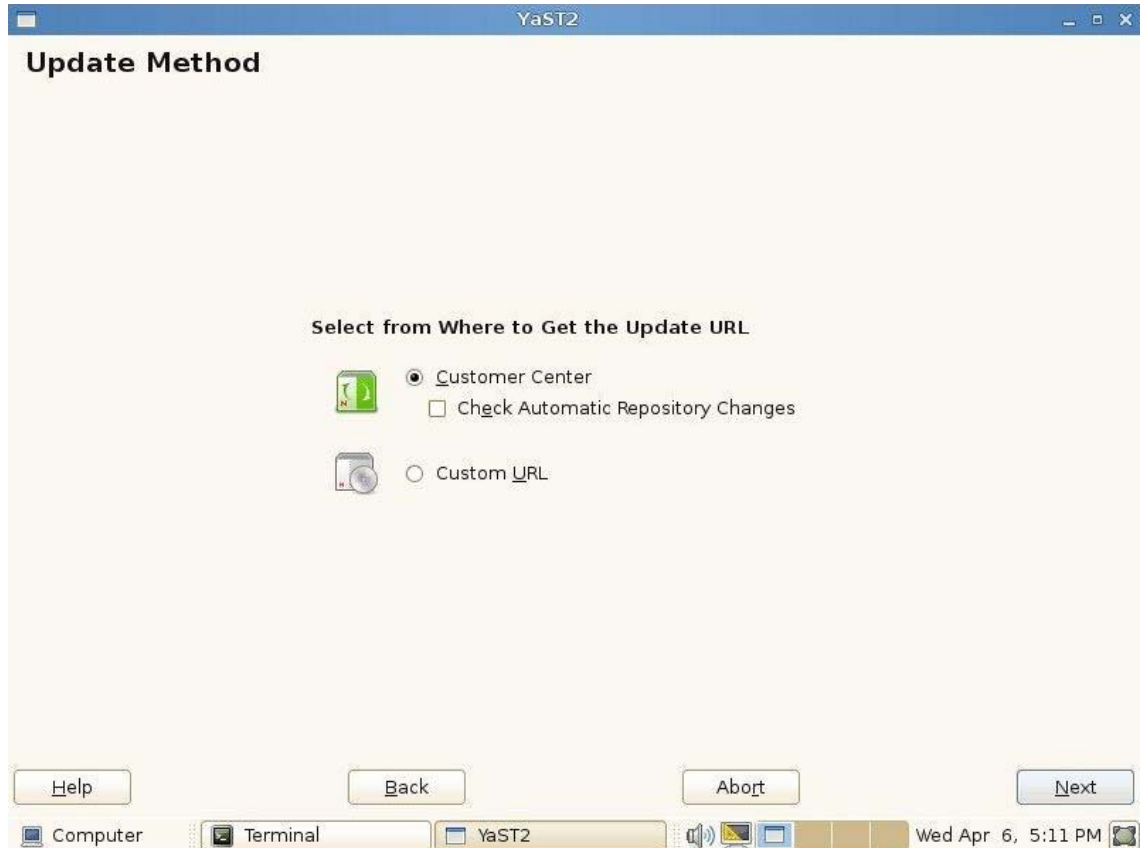 YaST2
Update Method
Select from Where to Get the Update URL
Customer Center
Check Automatic Repository Changes
Custom URL
Help
Back
Abort
Next
Computer
Terminal
YaST2
Wed Apr 6, 5:11 PM